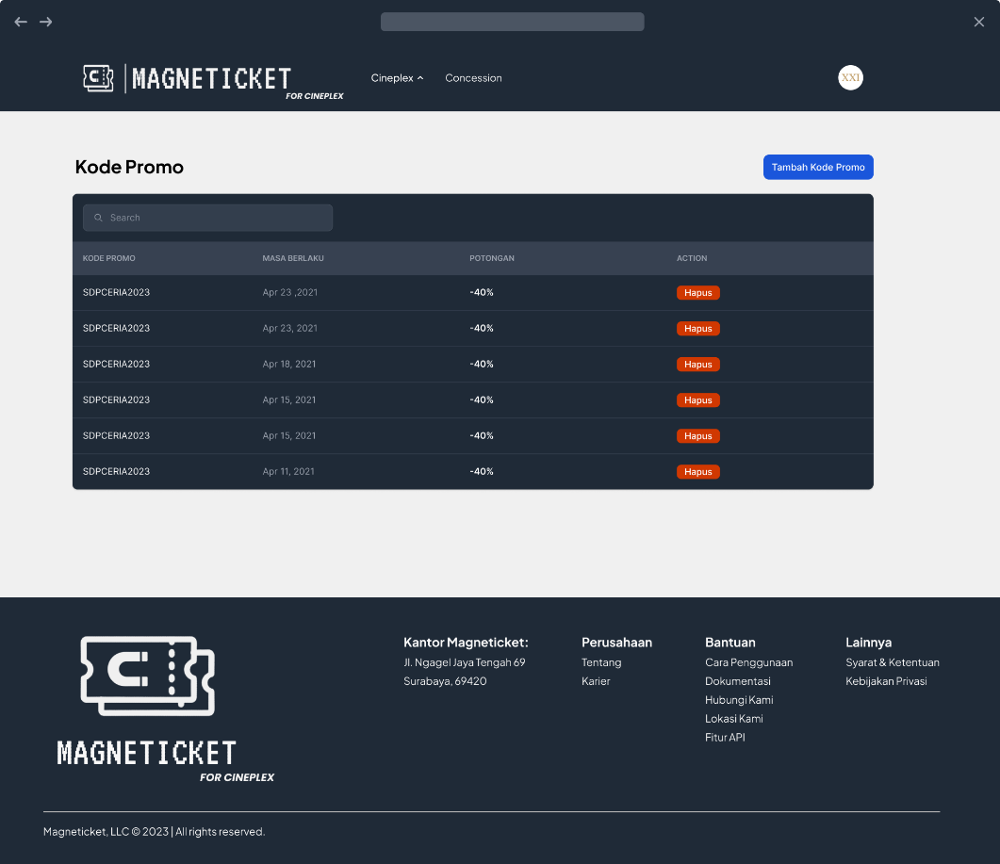 MAGNETICKET
FOR CINEPLEX
Cineplex
Concession
XXI
Kode Promo
Tambah Kode Promo
Search
KODE PROMO MASA BERLAKU POTONGAN ACTION
SDPCERIA2023 Apr 23 ,2021 -40% Hapus
SDPCERIA2023 Apr 23, 2021 -40% Hapus
SDPCERIA2023 Apr 18, 2021 -40% Hapus
SDPCERIA2023 Apr 15, 2021 -40% Hapus
SDPCERIA2023 Apr 15, 2021 -40% Hapus
SDPCERIA2023 Apr 11, 2021 -40% Hapus
MAGNETICKET
FOR CINEPLEX
Kantor Magneticket:
Jl. Ngagel Jaya Tengah 69
Surabaya, 69420
Perusahaan
Tentang
Karier
Bantuan
Cara Penggunaan
Dokumentasi
Hubungi Kami
Lokasi Kami
Fitur API
Lainnya
Syarat & Ketentuan
Kebijakan Privasi
Magneticket, LLC © 2023 | All rights reserved.